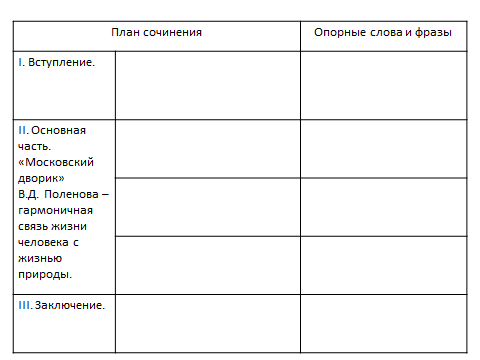 План сочинения
Опорные слова и фразы
I. Вступление.
II. Основная
часть.
«Московский
дворик»
В.Д. Поленова –
гармоничная
связь жизни
человека с
жизнью
природы.
III. Заключение.